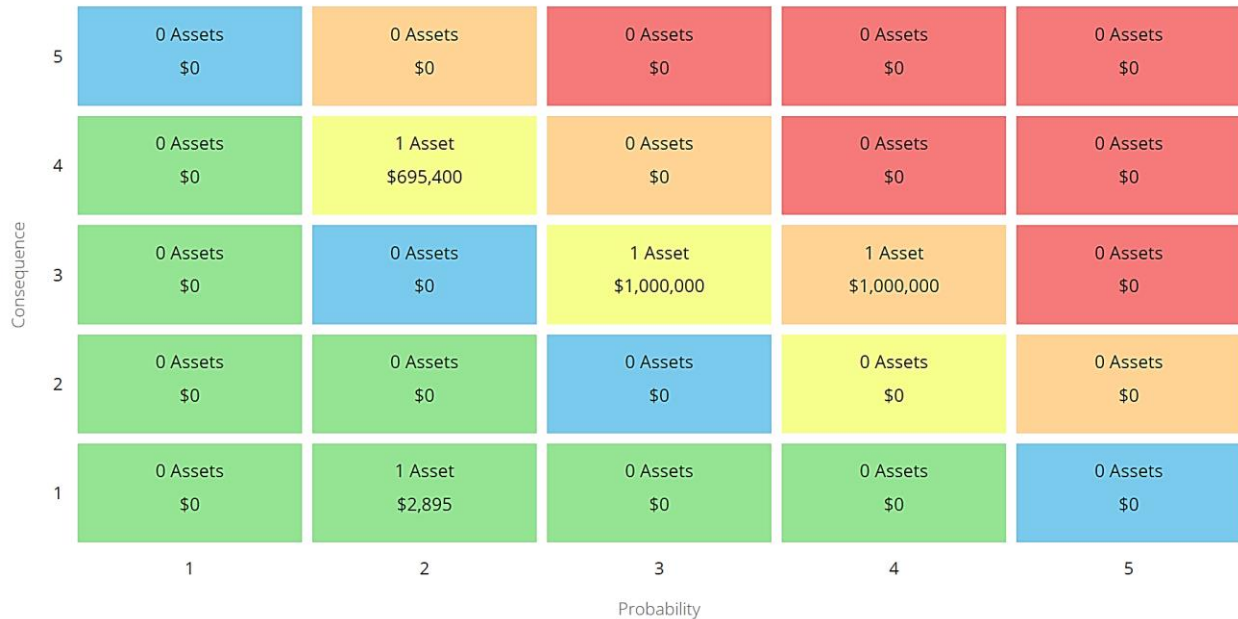 0 Assets 0 Assets 0 Assets 0 Assets 0 Assets
5
$0 $0 $0 $0 $0
0 Assets 1 Asset 0 Assets 0 Assets 0 Assets
4
$0 $695,400 $0 $0 $0
0 Assets 0 Assets 1 Asset 1 Asset 0 Assets
3
$0 $0 $1,000,000 $1,000,000 $0
Consequence
0 Assets 0 Assets 0 Assets 0 Assets 0 Assets
2
$0 $0 $0 $0 $0
0 Assets 1 Asset 0 Assets 0 Assets 0 Assets
1
$0 $2,895 $0 $0 $0
1 2 3 4 5
Probability